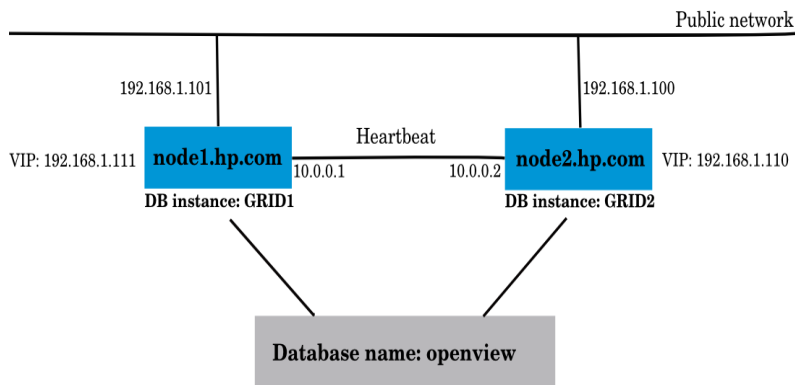 Public network
192.168.1.101
192.168.1.100
Heartbeat
VIP: 192.168.1.111
node1.hp.com
node2.hp.com
VIP: 192.168.1.110
10.0.0.1
10.0.0.2
DB instance: GRID1
DB instance: GRID2
Database name: openview